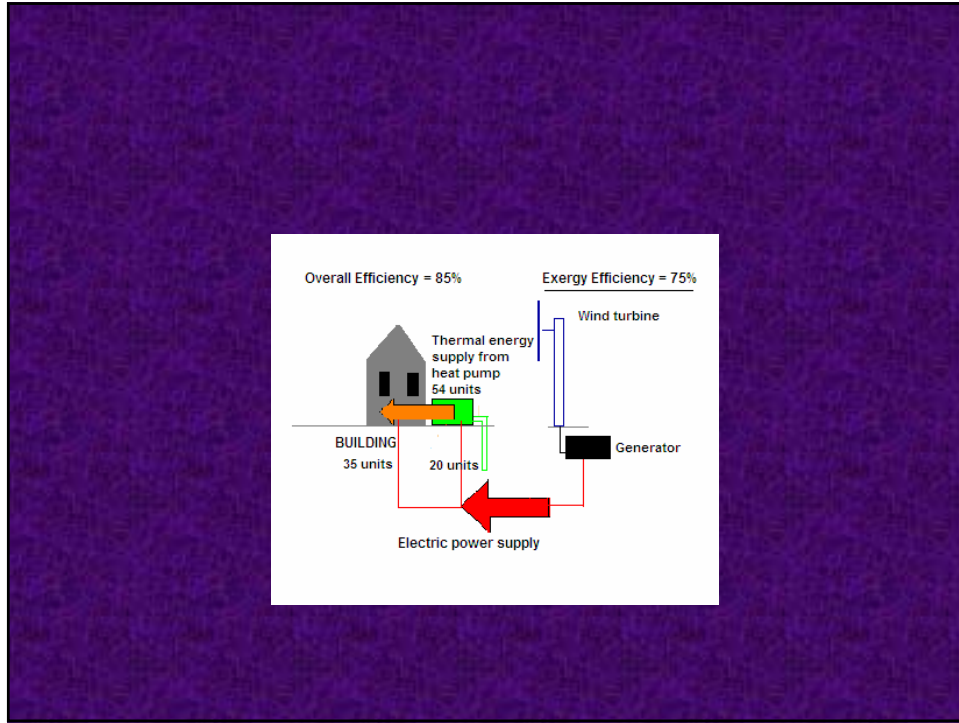 Overall Efficiency = 85%
Exergy Efficiency = 75%
Wind turbine
Thermal energy
supply from
heat pump
54 units
BUILDING
35 units
20 units
Generator
Electric power supply